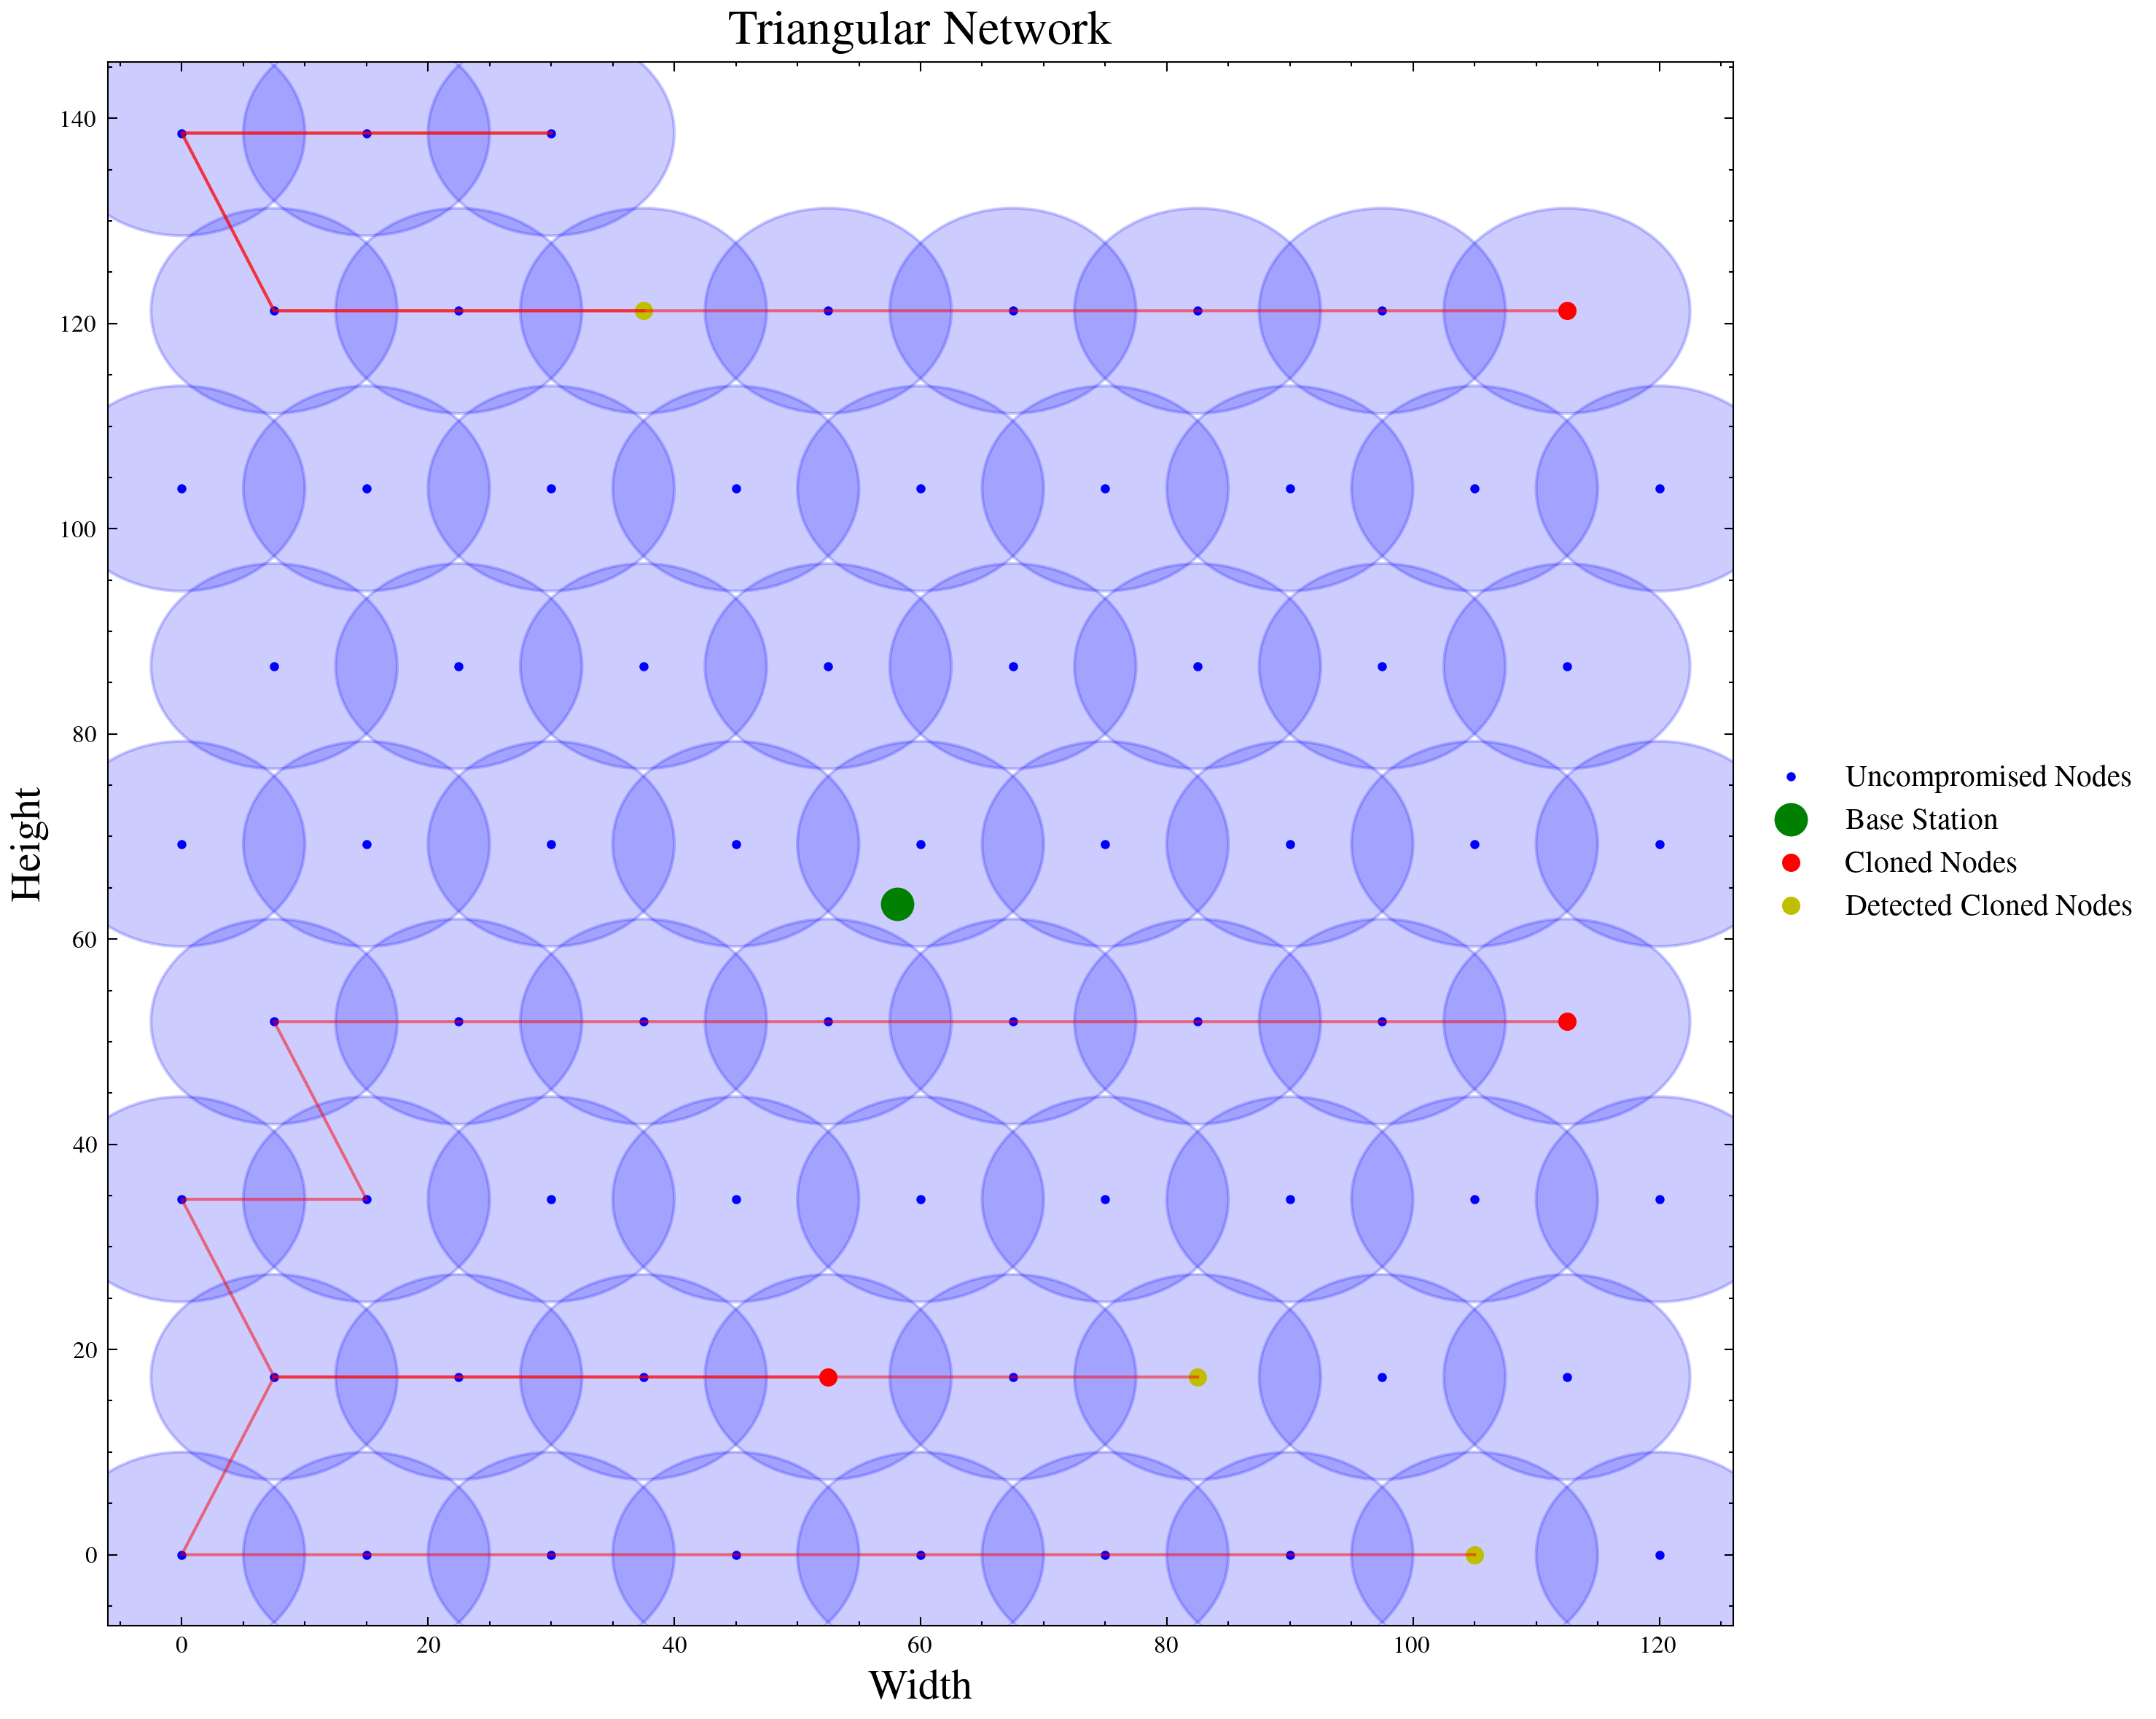 Triangular Network
140
120
100
80
60
40
20
0
Height
0 20 40 60 80 100 120
Width
Uncompromised Nodes
Base Station
Cloned Nodes
Detected Cloned Nodes